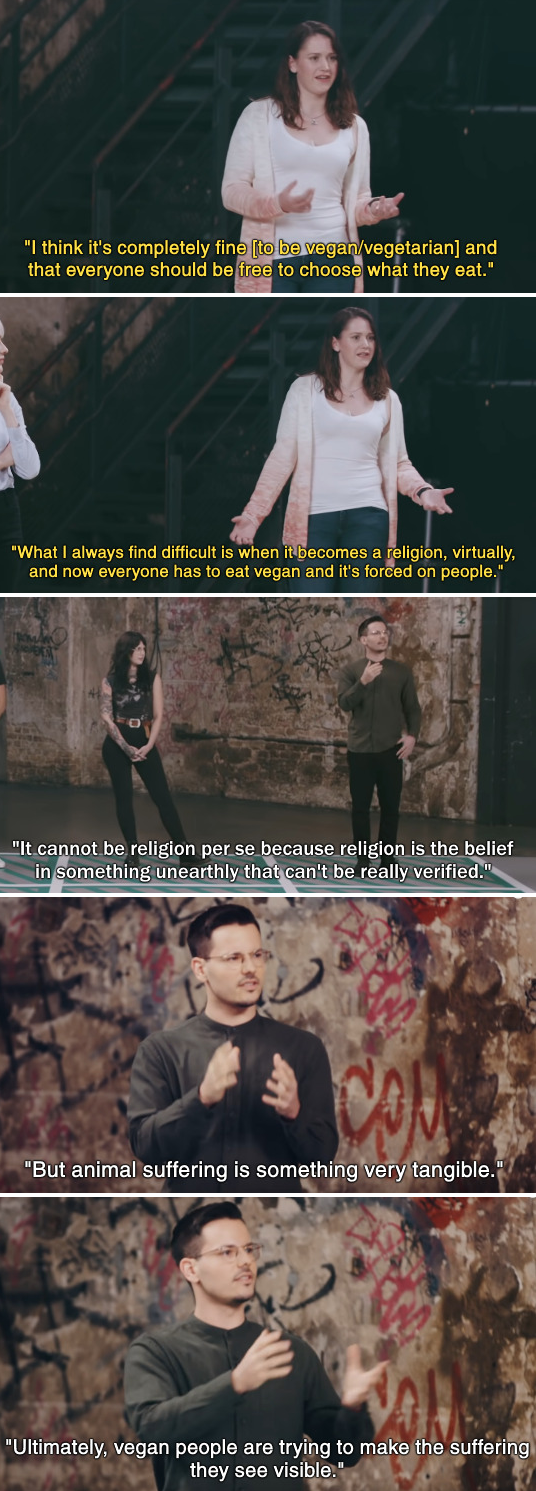 "I think it's completely fine [to be vegan/vegetarian] and
that everyone should be free to choose what they eat."
"What I always find difficult is when it becomes a religion, virtually,
and now everyone has to eat vegan and it's forced on people."
"It cannot be religion per se because religion is the belief
in something unearthly that can't be really verified."
"But animal suffering is something very tangible."
"Ultimately, vegan people are trying to make the suffering
they see visible."